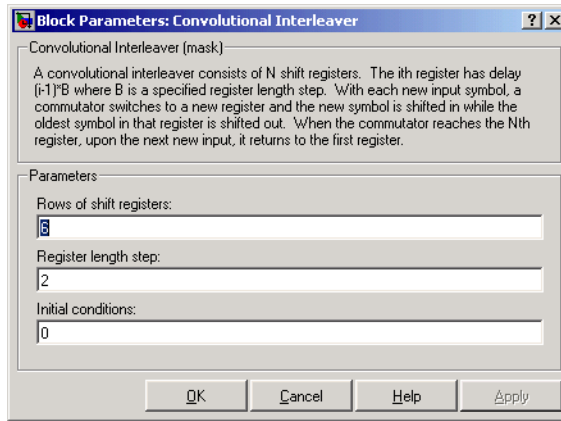 Block Parameters: Convolutional Interleaver
Convolutional Interleaver (mask)
A convolutional interleaver consists of N shift registers. The ith register has delay
(i-1)*B where B is a specified register length step. With each new input symbol, a
commutator switches to a new register and the new symbol is shifted in while the
oldest symbol in that register is shifted out. When the commutator reaches the Nth
register, upon the next new input, it returns to the first register.
Parameters
Rows of shift registers:
6
Register length step:
2
Initial conditions:
0
OK Cancel Help Apply